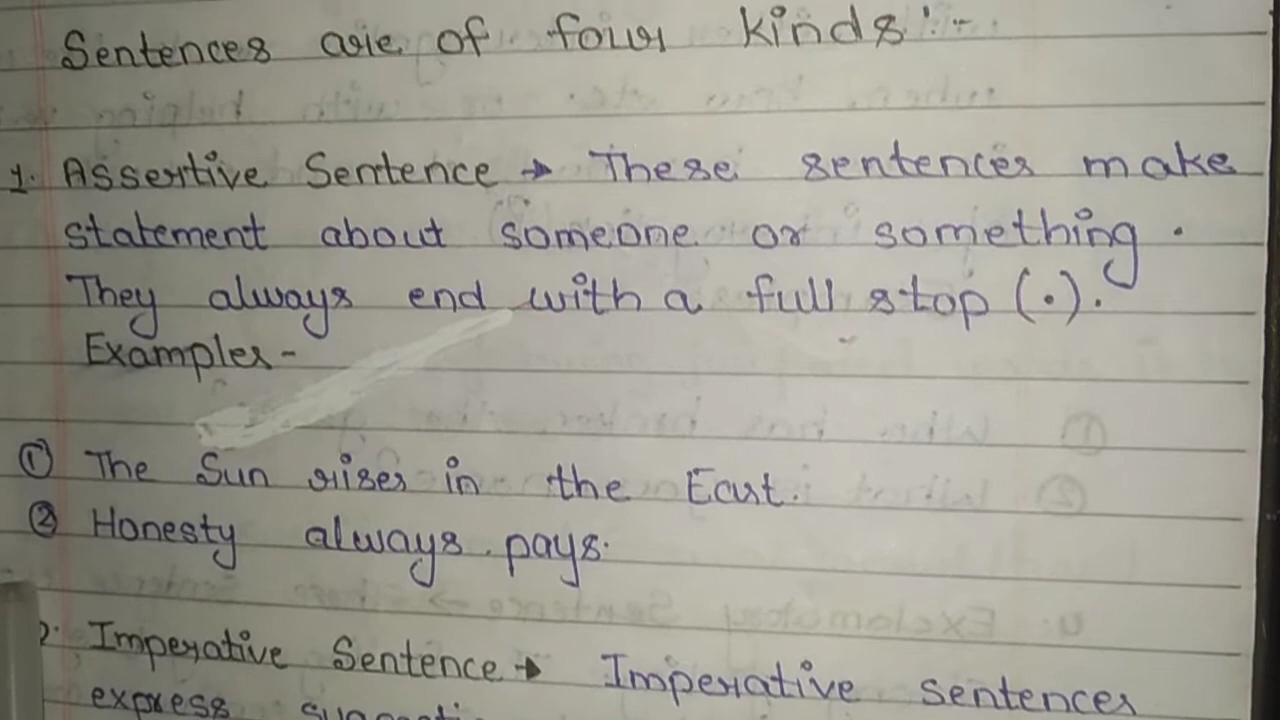 Sentences are of four kinds :-
1. Assertive Sentence → These sentences make
statement about someone or something.
They always end with a full stop (.).
Examples -
① The Sun rises in the East.
② Honesty always pays.
2. Imperative Sentence → Imperative sentences
express